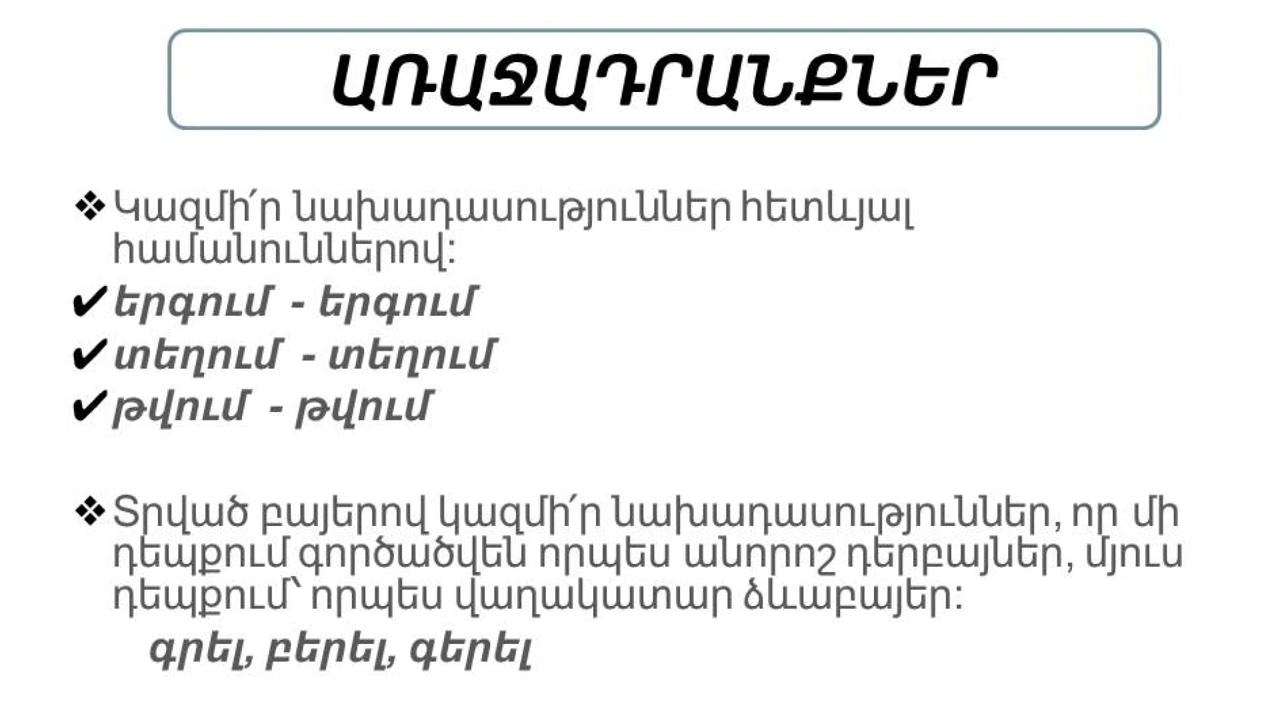 ԱՌԱՋԱԴՐԱՆՔՆԵՐ
❖Կազմի՛ր նախադասություններ հետևյալ
համանուններով:
✔երգում - երգում
✔տեղում - տեղում
✔թվում - թվում
❖Տրված բայերով կազմի՛ր նախադասություններ, որ մի
դեպքում գործածվեն որպես անորոշ դերբայներ, մյուս
դեպքում՝ որպես վաղակատար ձևաբայեր:
գրել, բերել, գերել